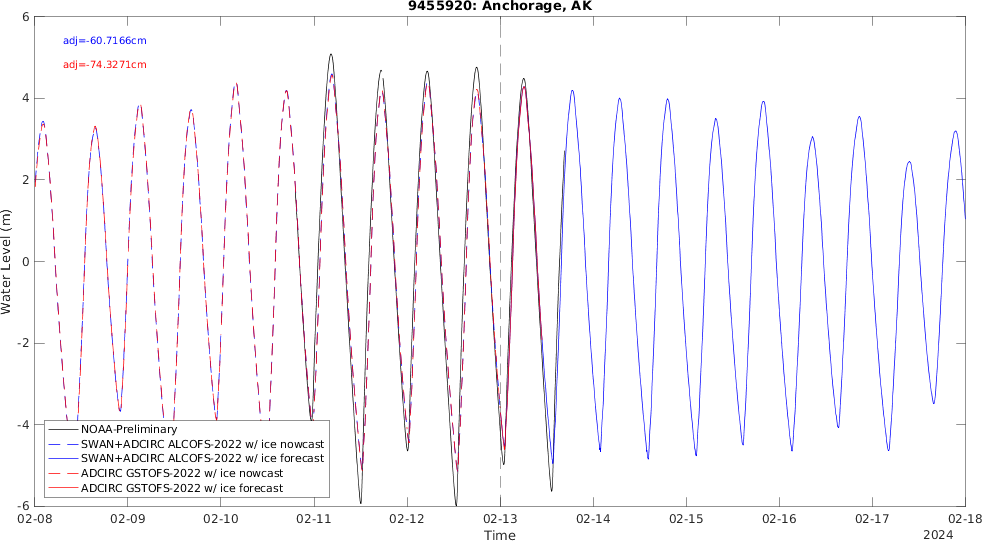 9455920: Anchorage, AK
adj=-60.7166cm
adj=-74.3271cm
6
4
2
0
-2
-4
-6
Water Level (m)
NOAA-Preliminary
SWAN+ADCIRC ALCOFS-2022 w/ ice nowcast
SWAN+ADCIRC ALCOFS-2022 w/ ice forecast
ADCIRC GSTOFS-2022 w/ ice nowcast
ADCIRC GSTOFS-2022 w/ ice forecast
02-08 02-09 02-10 02-11 02-12 02-13 02-14 02-15 02-16 02-17 02-18
Time
2024